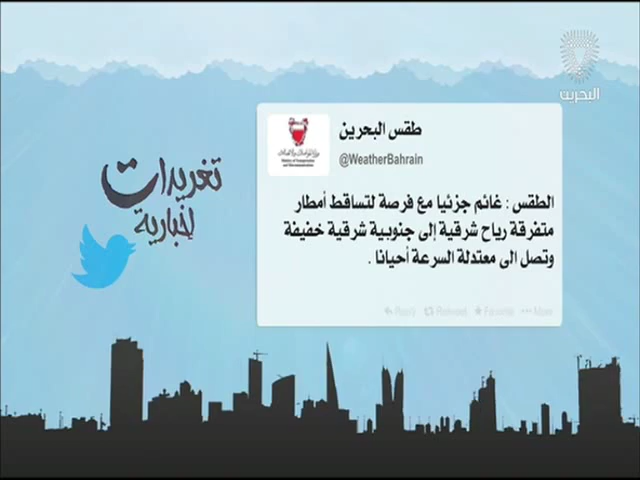 البحرين
طقس البحرين
@WeatherBahrain
تغريدات
إخبارية
الطقس : غائم جزئيا مع فرصة لتساقط أمطار
متفرقة رياح شرقية إلى جنوبية شرقية خفيفة
وتصل الى معتدلة السرعة أحيانا .
Reply Retweet Favorite More